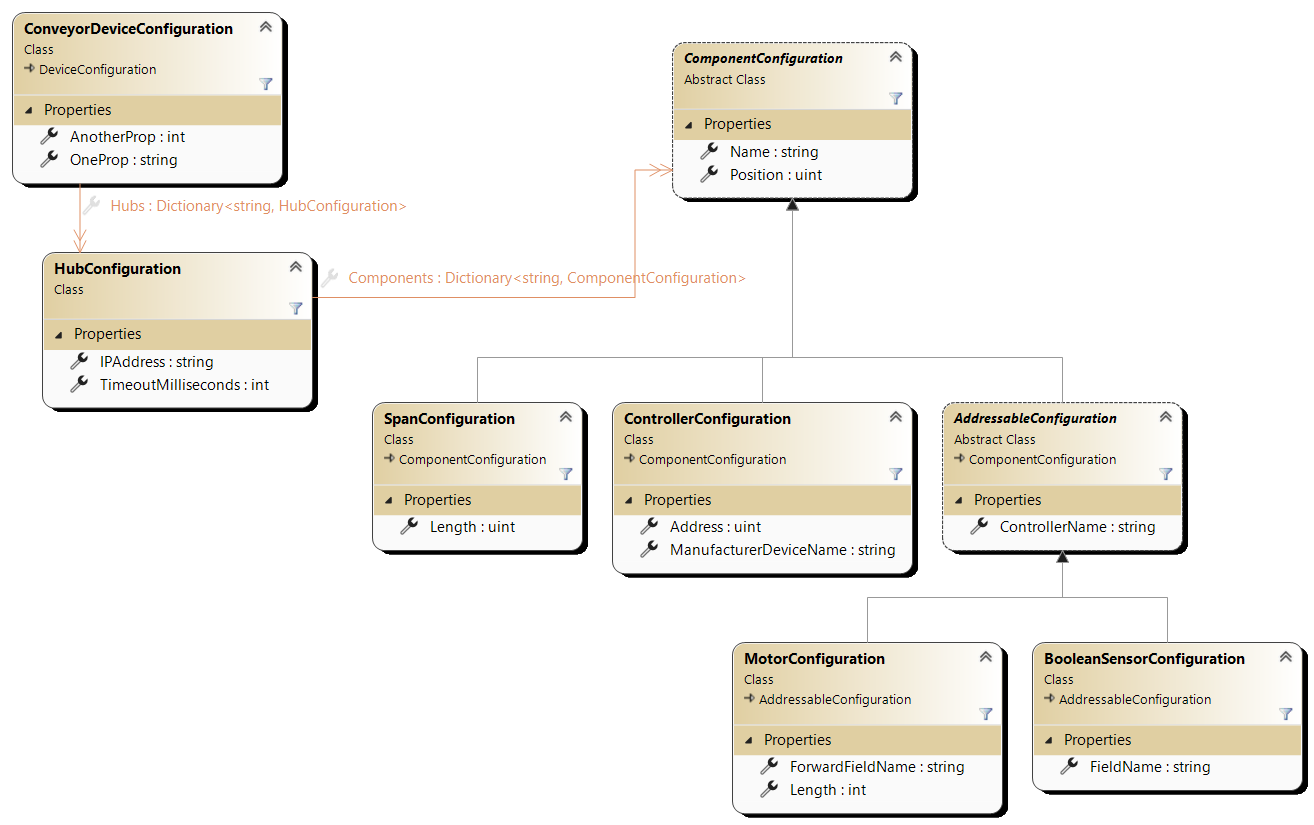 ConveyorDeviceConfiguration
Class
DeviceConfiguration
Properties
AnotherProp : int
OneProp : string
Hubs : Dictionary<string, HubConfiguration>
HubConfiguration
Class
Properties
IPAddress : string
TimeoutMilliseconds : int
Components : Dictionary<string, ComponentConfiguration>
ComponentConfiguration
Abstract Class
Properties
Name : string
Position : uint
SpanConfiguration
Class
ComponentConfiguration
Properties
Length : uint
ControllerConfiguration
Class
ComponentConfiguration
Properties
Address : uint
ManufacturerDeviceName : string
AddressableConfiguration
Abstract Class
ComponentConfiguration
Properties
ControllerName : string
MotorConfiguration
Class
AddressableConfiguration
Properties
ForwardFieldName : string
Length : int
BooleanSensorConfiguration
Class
AddressableConfiguration
Properties
FieldName : string